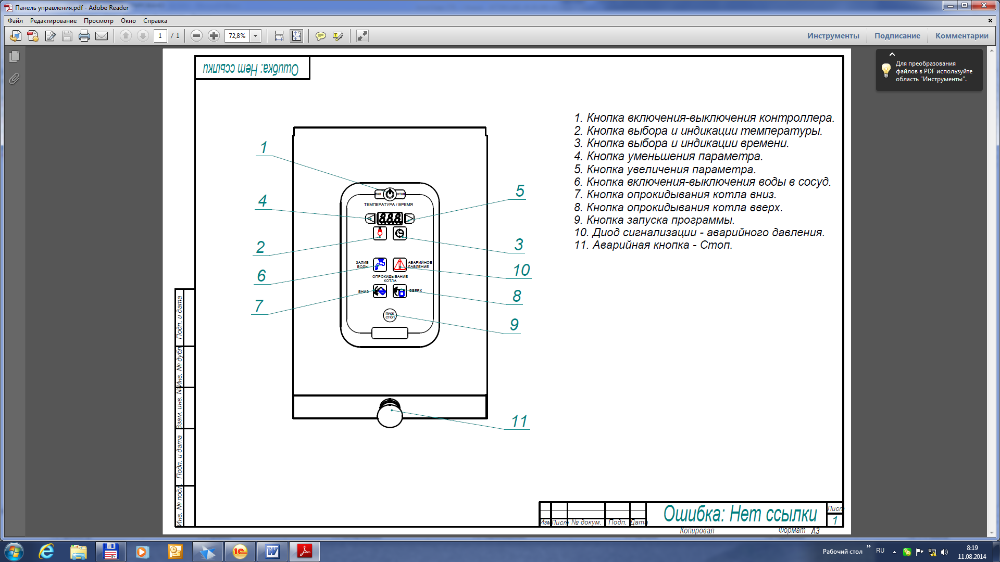 Панель управления.pdf - Adobe Reader
Файл Редактирование Просмотр Окно Справка
1 / 1 72,8% Инструменты Подписание Комментарии
Для преобразования
файлов в PDF используйте
область "Инструменты".
Ошибка: Нет ссылки
1. Кнопка включения-выключения контроллера.
2. Кнопка выбора и индикации температуры.
3. Кнопка выбора и индикации времени.
4. Кнопка уменьшения параметра.
5. Кнопка увеличения параметра.
6. Кнопка включения-выключения воды в сосуд.
7. Кнопка опрокидывания котла вниз.
8. Кнопка опрокидывания котла вверх.
9. Кнопка запуска программы.
10. Диод сигнализации - аварийного давления.
11. Аварийная кнопка - Стоп.
1
5
4
2
3
6
10
7
8
9
11
ВКЛ ОТКЛ
ТЕМПЕРАТУРА / ВРЕМЯ
8.8.8.
ЗАЛИВ
ВОДЫ
АВАРИЙНОЕ
ДАВЛЕНИЕ
ОПРОКИДЫВАНИЕ
КОТЛА
ВНИЗ ВВЕРХ
ПУСК
СТОП
Подп. и дата
Инв. № дубл.
Взам. инв. №
Подп. и дата
Инв. № подл.
Изм Лист № докум. Подп. Дата
Ошибка: Нет ссылки
Лист
1
Копировал Формат А3
Рабочий стол
RU
8:19
11.08.2014